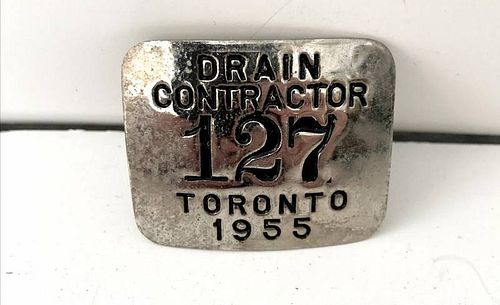 DRAIN
CONTRACTOR
127
TORONTO
1955